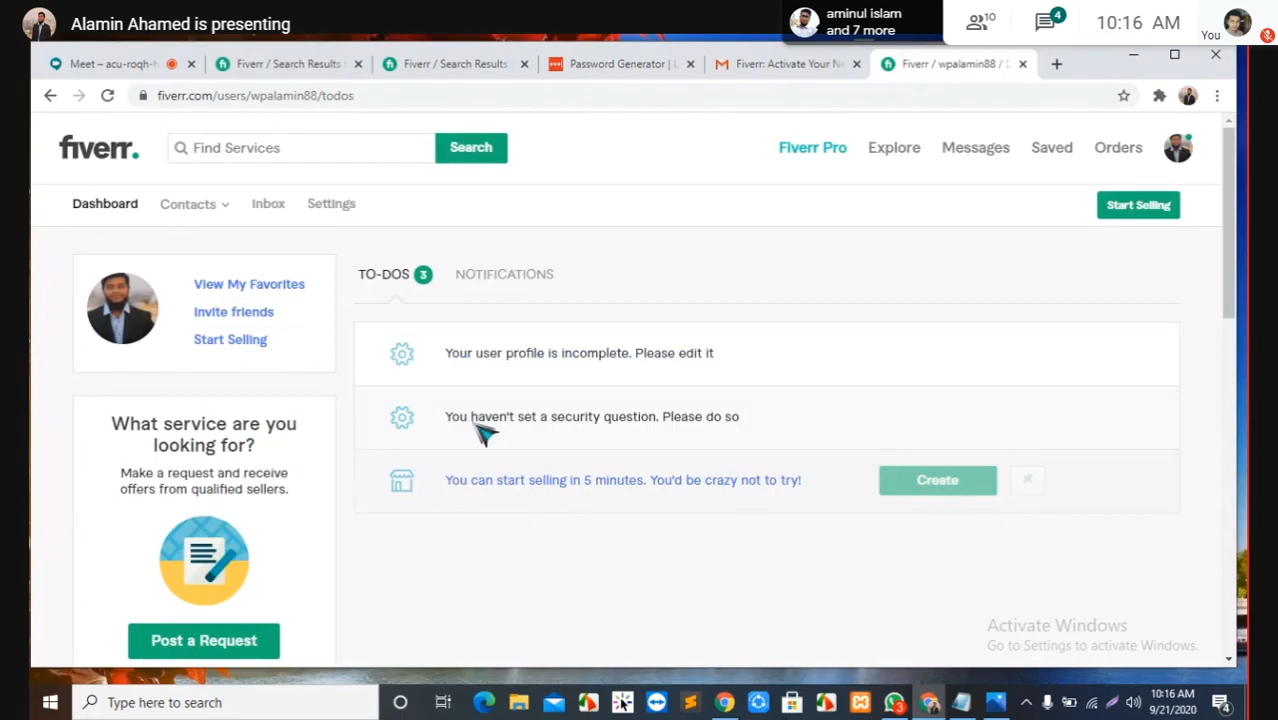 Alamin Ahamed is presenting
aminul islam
and 7 more
10
4
10:16 AM
You
Meet – acu-roqh-
Fiverr / Search Results
Fiverr / Search Results
Password Generator | L
Fiverr: Activate Your Ne
Fiverr / wpalamin88 / D
fiverr.com/users/wpalamin88/todos
fiverr.
Find Services
Search
Fiverr Pro
Explore
Messages
Saved
Orders
Dashboard
Contacts
Inbox
Settings
Start Selling
View My Favorites
Invite friends
Start Selling
TO-DOS 3
NOTIFICATIONS
Your user profile is incomplete. Please edit it
You haven't set a security question. Please do so
You can start selling in 5 minutes. You'd be crazy not to try!
Create
What service are you
looking for?
Make a request and receive
offers from qualified sellers.
Post a Request
Activate Windows
Go to Settings to activate Windows.
Type here to search
3
10:16 AM
9/21/2020
4